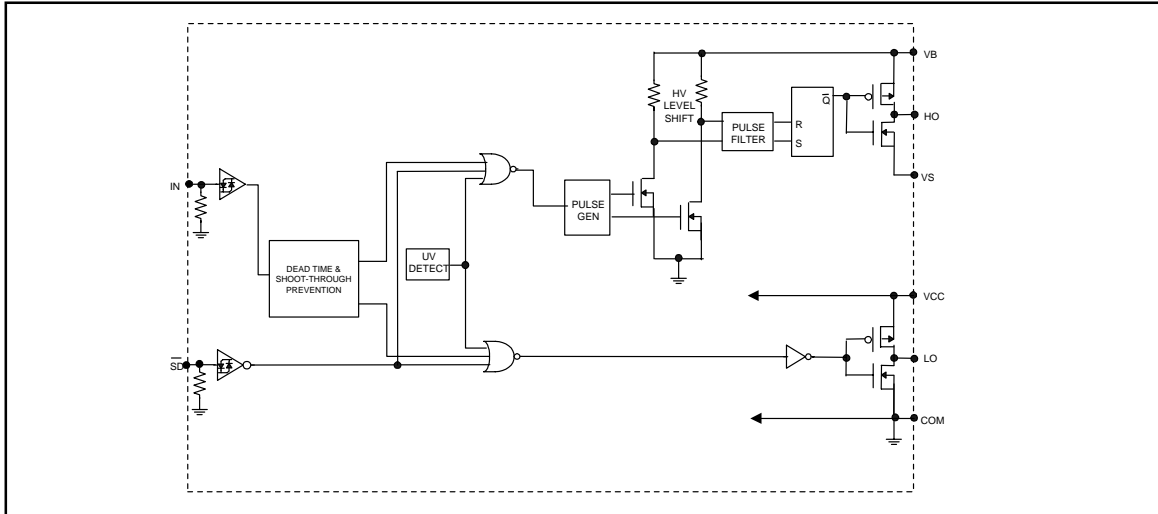 VB
HV
LEVEL
SHIFT
Q̅
HO
PULSE
FILTER
R
S
VS
IN
PULSE
GEN
DEAD TIME &
SHOOT-THROUGH
PREVENTION
UV
DETECT
VCC
S̅D̅
LO
COM